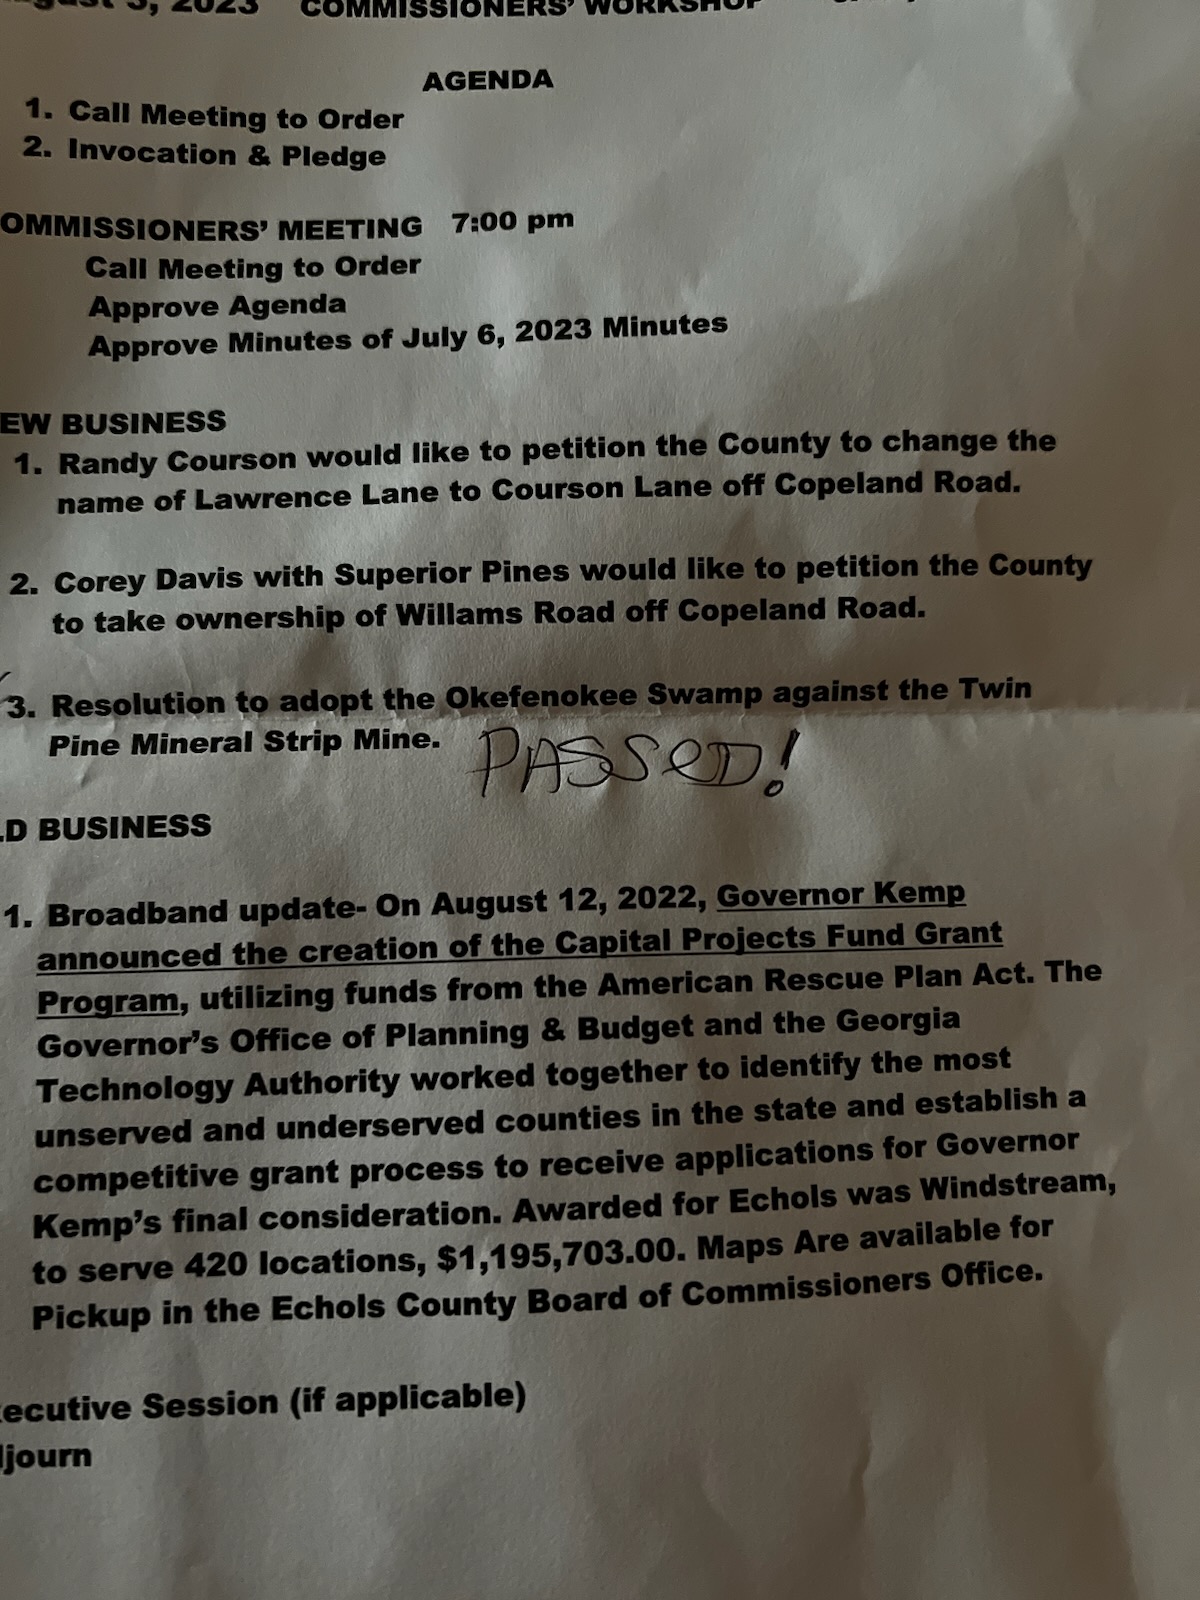 2023 COMMISSIONERS' WORKSHOP
AGENDA
1. Call Meeting to Order
2. Invocation & Pledge
OMMISSIONERS' MEETING 7:00 pm
Call Meeting to Order
Approve Agenda
Approve Minutes of July 6, 2023 Minutes
EW BUSINESS
1. Randy Courson would like to petition the County to change the
name of Lawrence Lane to Courson Lane off Copeland Road.
2. Corey Davis with Superior Pines would like to petition the County
to take ownership of Willams Road off Copeland Road.
3. Resolution to adopt the Okefenokee Swamp against the Twin
Pine Mineral Strip Mine. PASSED!
LD BUSINESS
1. Broadband update- On August 12, 2022, Governor Kemp
announced the creation of the Capital Projects Fund Grant
Program, utilizing funds from the American Rescue Plan Act. The
Governor's Office of Planning & Budget and the Georgia
Technology Authority worked together to identify the most
unserved and underserved counties in the state and establish a
competitive grant process to receive applications for Governor
Kemp's final consideration. Awarded for Echols was Windstream,
to serve 420 locations, $1,195,703.00. Maps Are available for
Pickup in the Echols County Board of Commissioners Office.
ecutive Session (if applicable)
journ